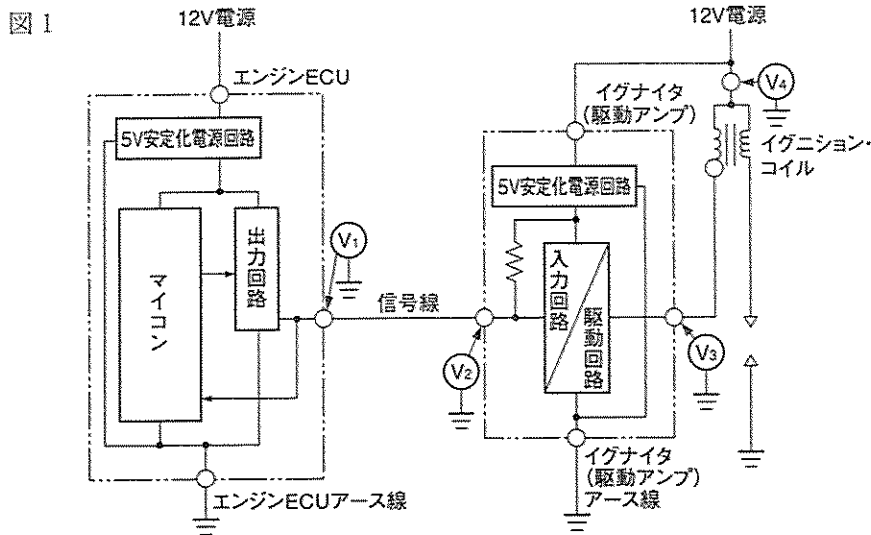 図 1
12V電源
エンジンECU
5V安定化電源回路
マイコン
出力回路
V1
信号線
エンジンECUアース線
12V電源
V4
イグナイタ
(駆動アンプ)
イグニション・
コイル
5V安定化電源回路
入力回路
駆動回路
V2
V3
イグナイタ
(駆動アンプ)
アース線